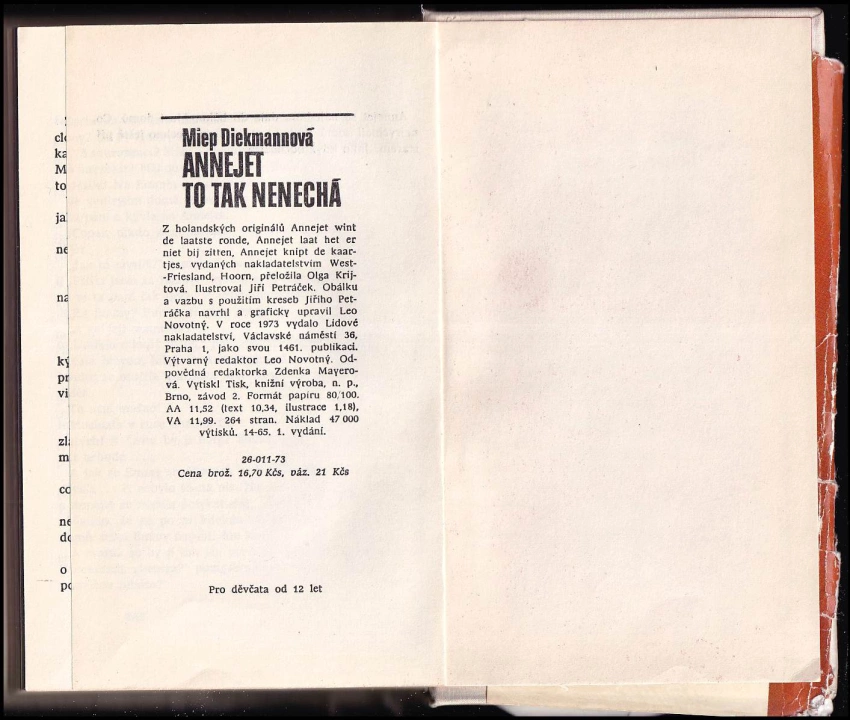 Miep Diekmannová
ANNEJET
TO TAK NENECHÁ
Z holandských originálů Annejet wint
de laatste ronde, Annejet laat het er
niet bij zitten, Annejet knipt de kaar-
tjes, vydaných nakladatelstvím West-
-Friesland, Hoorn, přeložila Olga Krij-
tová. Ilustroval Jiří Petráček. Obálku
a vazbu s použitím kreseb Jiřího Pet-
ráčka navrhl a graficky upravil Leo
Novotný. V roce 1973 vydalo Lidové
nakladatelství, Václavské náměstí 36,
Praha 1, jako svou 1461. publikaci.
Výtvarný redaktor Leo Novotný. Od-
povědná redaktorka Zdenka Mayero-
vá. Vytiskl Tisk, knižní výroba, n. p.,
Brno, závod 2. Formát papíru 80/100.
AA 11,52 (text 10,34, ilustrace 1,18),
VA 11,99. 264 stran. Náklad 47 000
výtisků. 14-65. 1. vydání.
26-011-73
Cena brož. 16,70 Kčs, váz. 21 Kčs
Pro děvčata od 12 let